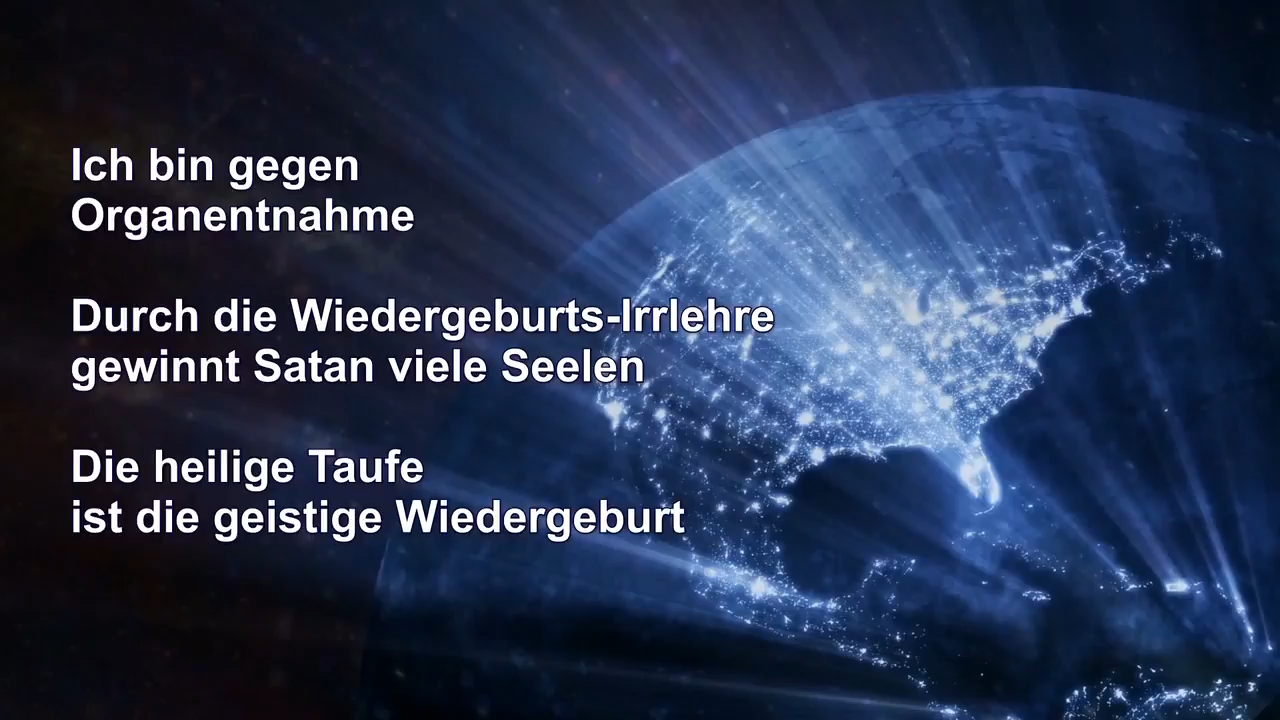 Ich bin gegen
Organentnahme
Durch die Wiedergeburts-Irrlehre
gewinnt Satan viele Seelen
Die heilige Taufe
ist die geistige Wiedergeburt